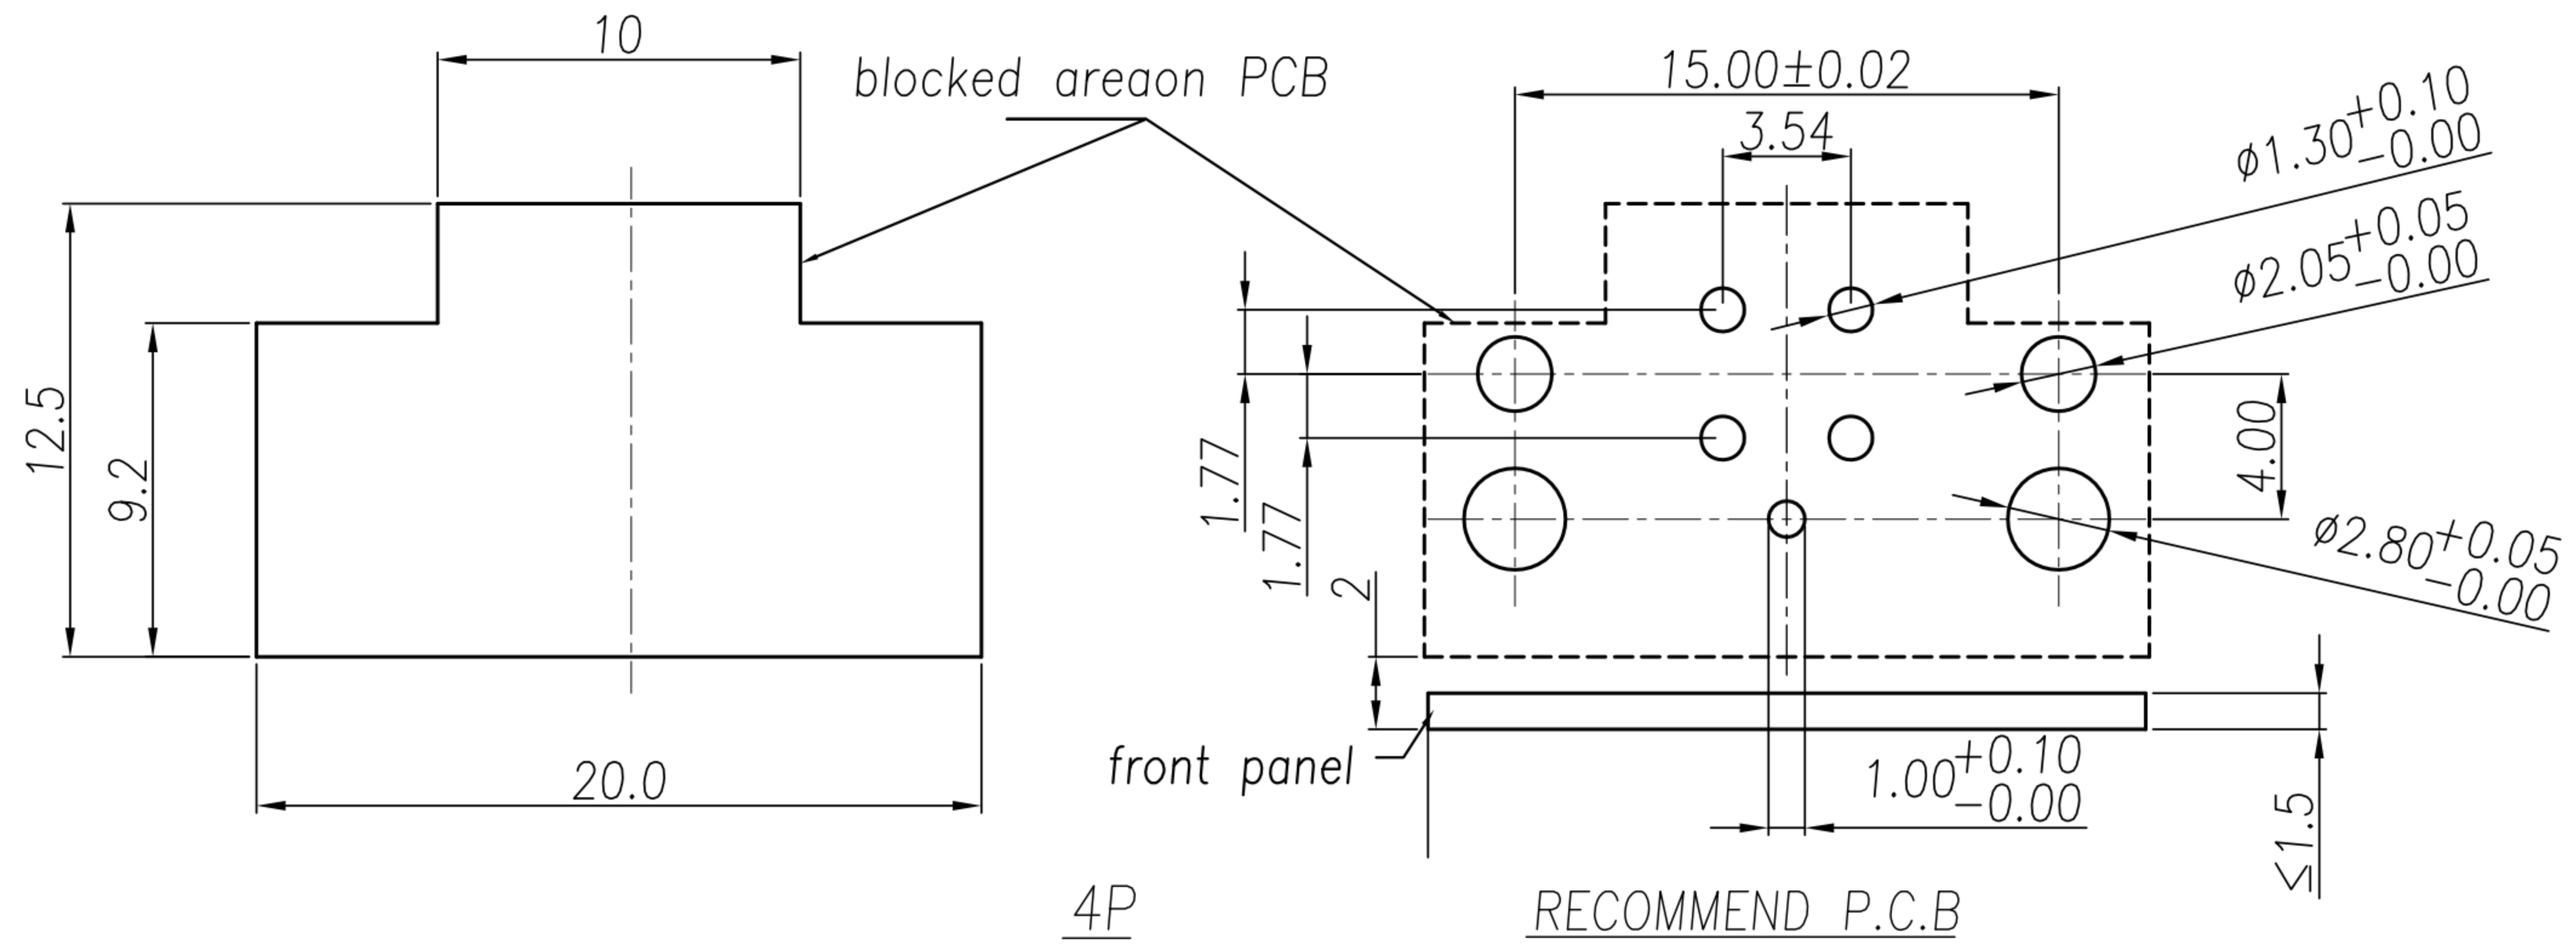 10
blocked areaon PCB
15.00±0.02
3.54
ø1.30+0.10
-0.00
ø2.05+0.05
-0.00
12.5
9.2
1.77
1.77
2
4.00
ø2.80+0.05
-0.00
20.0
front panel
1.00+0.10
-0.00
≤1.5
4P
RECOMMEND P.C.B